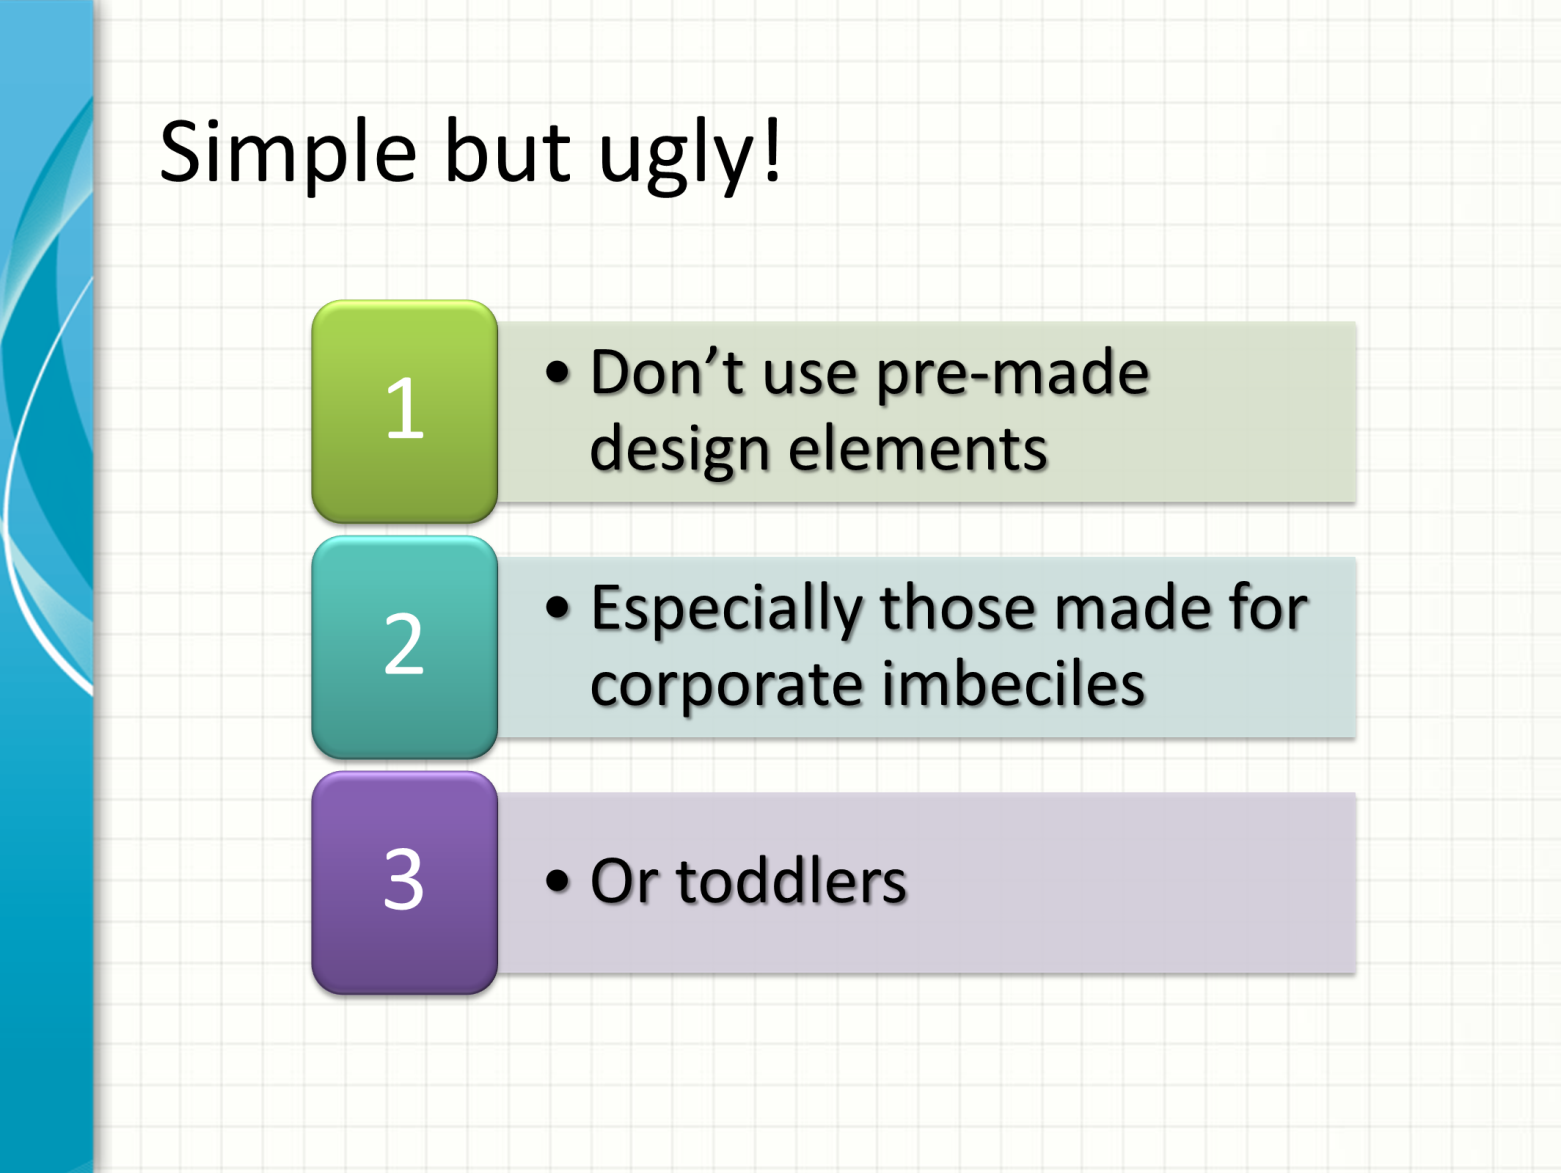 Simple but ugly!
1
• Don’t use pre-made
design elements
2
• Especially those made for
corporate imbeciles
3
• Or toddlers